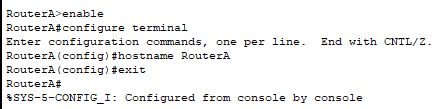 RouterA>enable
RouterA#configure terminal
Enter configuration commands, one per line.  End with CNTL/Z.
RouterA(config)#hostname RouterA
RouterA(config)#exit
RouterA#
%SYS-5-CONFIG_I: Configured from console by console